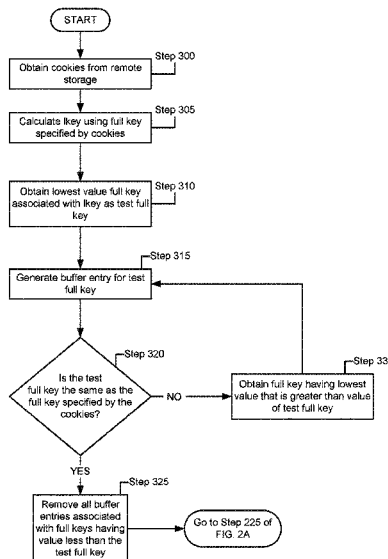 START
Step 300
Obtain cookies from remote
storage
Step 305
Calculate lkey using full key
specified by cookies
Step 310
Obtain lowest value full key
associated with lkey as test full
key
Step 315
Generate buffer entry for test
full key
Step 320
Is the test
full key the same as the
full key specified by the
cookies?
NO
Step 33
Obtain full key having lowest
value that is greater than value
of test full key
YES
Step 325
Remove all buffer
entries associated
with full keys having
value less than the
test full key
Go to Step 225 of
FIG. 2A